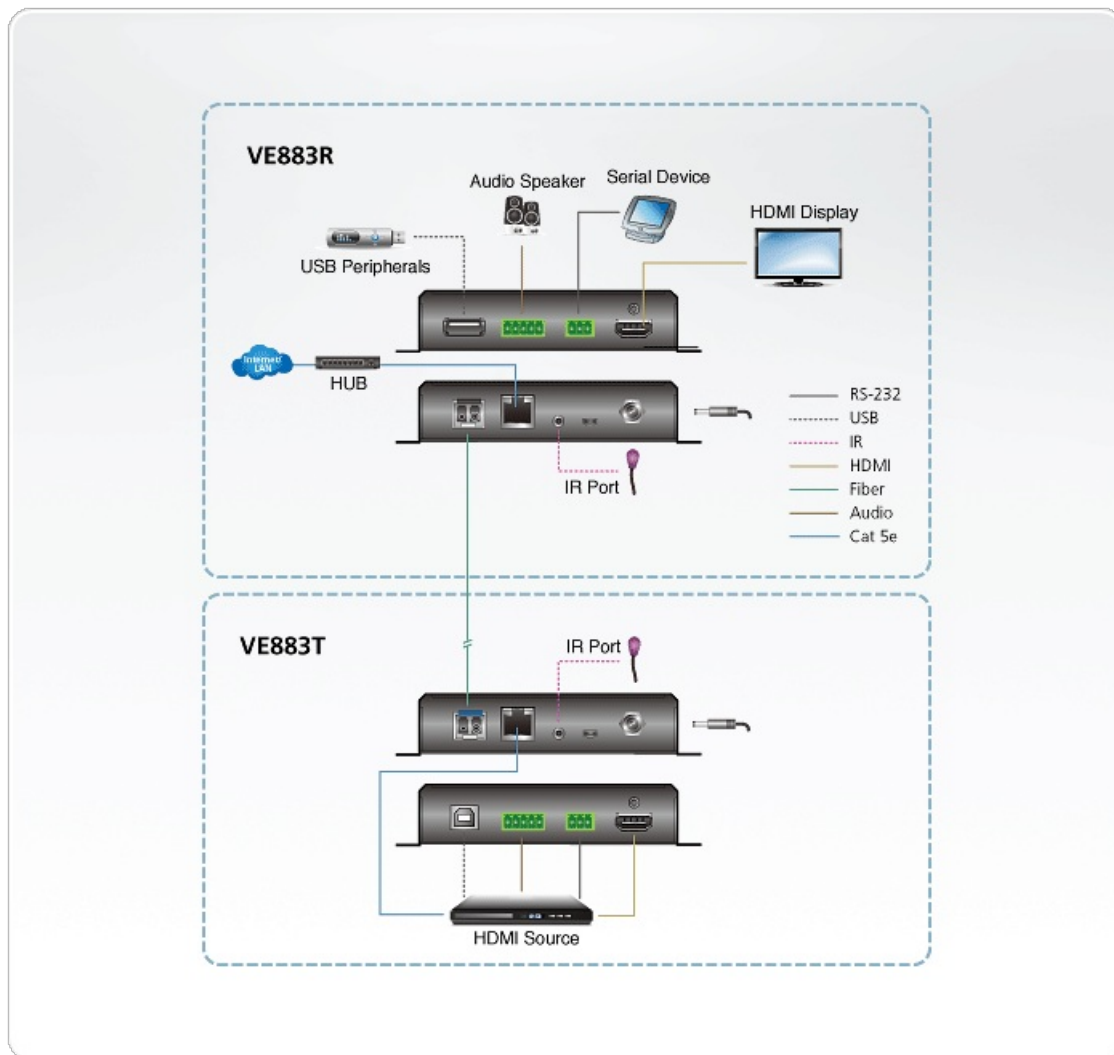 VE883R
Audio Speaker
Serial Device
HDMI Display
USB Peripherals
Internet/
LAN
HUB
IR Port
RS-232
USB
IR
HDMI
Fiber
Audio
Cat 5e
VE883T
IR Port
HDMI Source